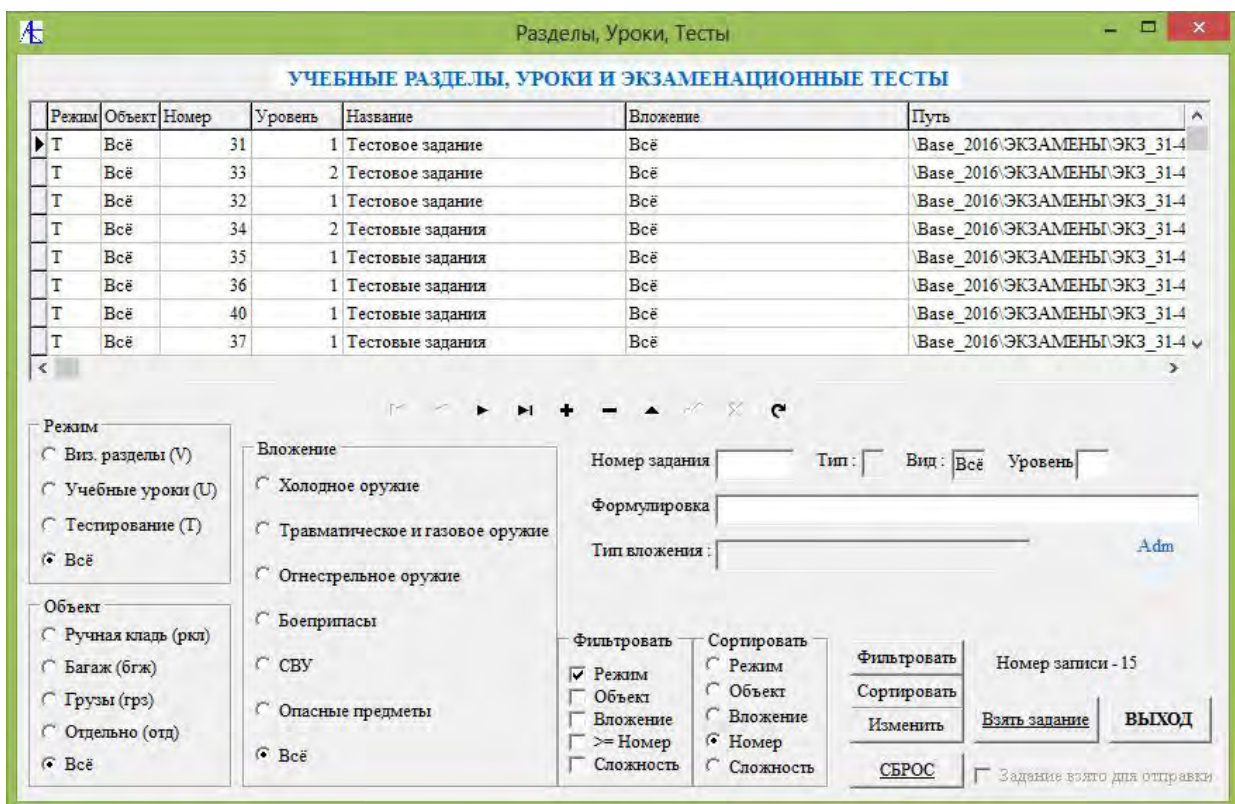 Разделы, Уроки, Тесты
УЧЕБНЫЕ РАЗДЕЛЫ, УРОКИ И ЭКЗАМЕНАЦИОННЫЕ ТЕСТЫ
Режим Объект Номер Уровень Название Вложение Путь
Т Всё 31 1 Тестовое задание Всё \Base_2016\ЭКЗАМЕНЫ\ЭКЗ_31-4
Т Всё 33 2 Тестовое задание Всё \Base_2016\ЭКЗАМЕНЫ\ЭКЗ_31-4
Т Всё 32 1 Тестовое задание Всё \Base_2016\ЭКЗАМЕНЫ\ЭКЗ_31-4
Т Всё 34 2 Тестовые задания Всё \Base_2016\ЭКЗАМЕНЫ\ЭКЗ_31-4
Т Всё 35 1 Тестовые задания Всё \Base_2016\ЭКЗАМЕНЫ\ЭКЗ_31-4
Т Всё 36 1 Тестовые задания Всё \Base_2016\ЭКЗАМЕНЫ\ЭКЗ_31-4
Т Всё 40 1 Тестовые задания Всё \Base_2016\ЭКЗАМЕНЫ\ЭКЗ_31-4
Т Всё 37 1 Тестовые задания Всё \Base_2016\ЭКЗАМЕНЫ\ЭКЗ_31-4
Режим
Виз. разделы (V)
Учебные уроки (U)
Тестирование (Т)
Всё
Объект
Ручная кладь (ркл)
Багаж (бгж)
Грузы (грз)
Отдельно (отд)
Всё
Вложение
Холодное оружие
Травматическое и газовое оружие
Огнестрельное оружие
Боеприпасы
СВУ
Опасные предметы
Всё
Номер задания Тип : Вид : Всё Уровень
Формулировка
Тип вложения :
Adm
Фильтровать
Режим
Объект
Вложение
>= Номер
Сложность
Сортировать
Режим
Объект
Вложение
Номер
Сложность
Фильтровать
Сортировать
Изменить
СБРОС
Номер записи - 15
Взять задание
ВЫХОД
Задание взято для отправки